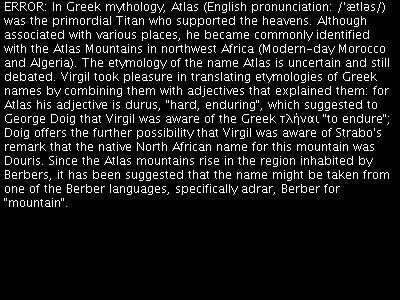 ERROR: In Greek mythology, Atlas (English pronunciation: /ˈætləs/)
was the primordial Titan who supported the heavens. Although
associated with various places, he became commonly identified
with the Atlas Mountains in northwest Africa (Modern-day Morocco
and Algeria). The etymology of the name Atlas is uncertain and still
debated. Virgil took pleasure in translating etymologies of Greek
names by combining them with adjectives that explained them: for
Atlas his adjective is durus, "hard, enduring", which suggested to
George Doig that Virgil was aware of the Greek τλῆναι "to endure";
Doig offers the further possibility that Virgil was aware of Strabo's
remark that the native North African name for this mountain was
Douris. Since the Atlas mountains rise in the region inhabited by
Berbers, it has been suggested that the name might be taken from
one of the Berber languages, specifically adrar, Berber for
"mountain".